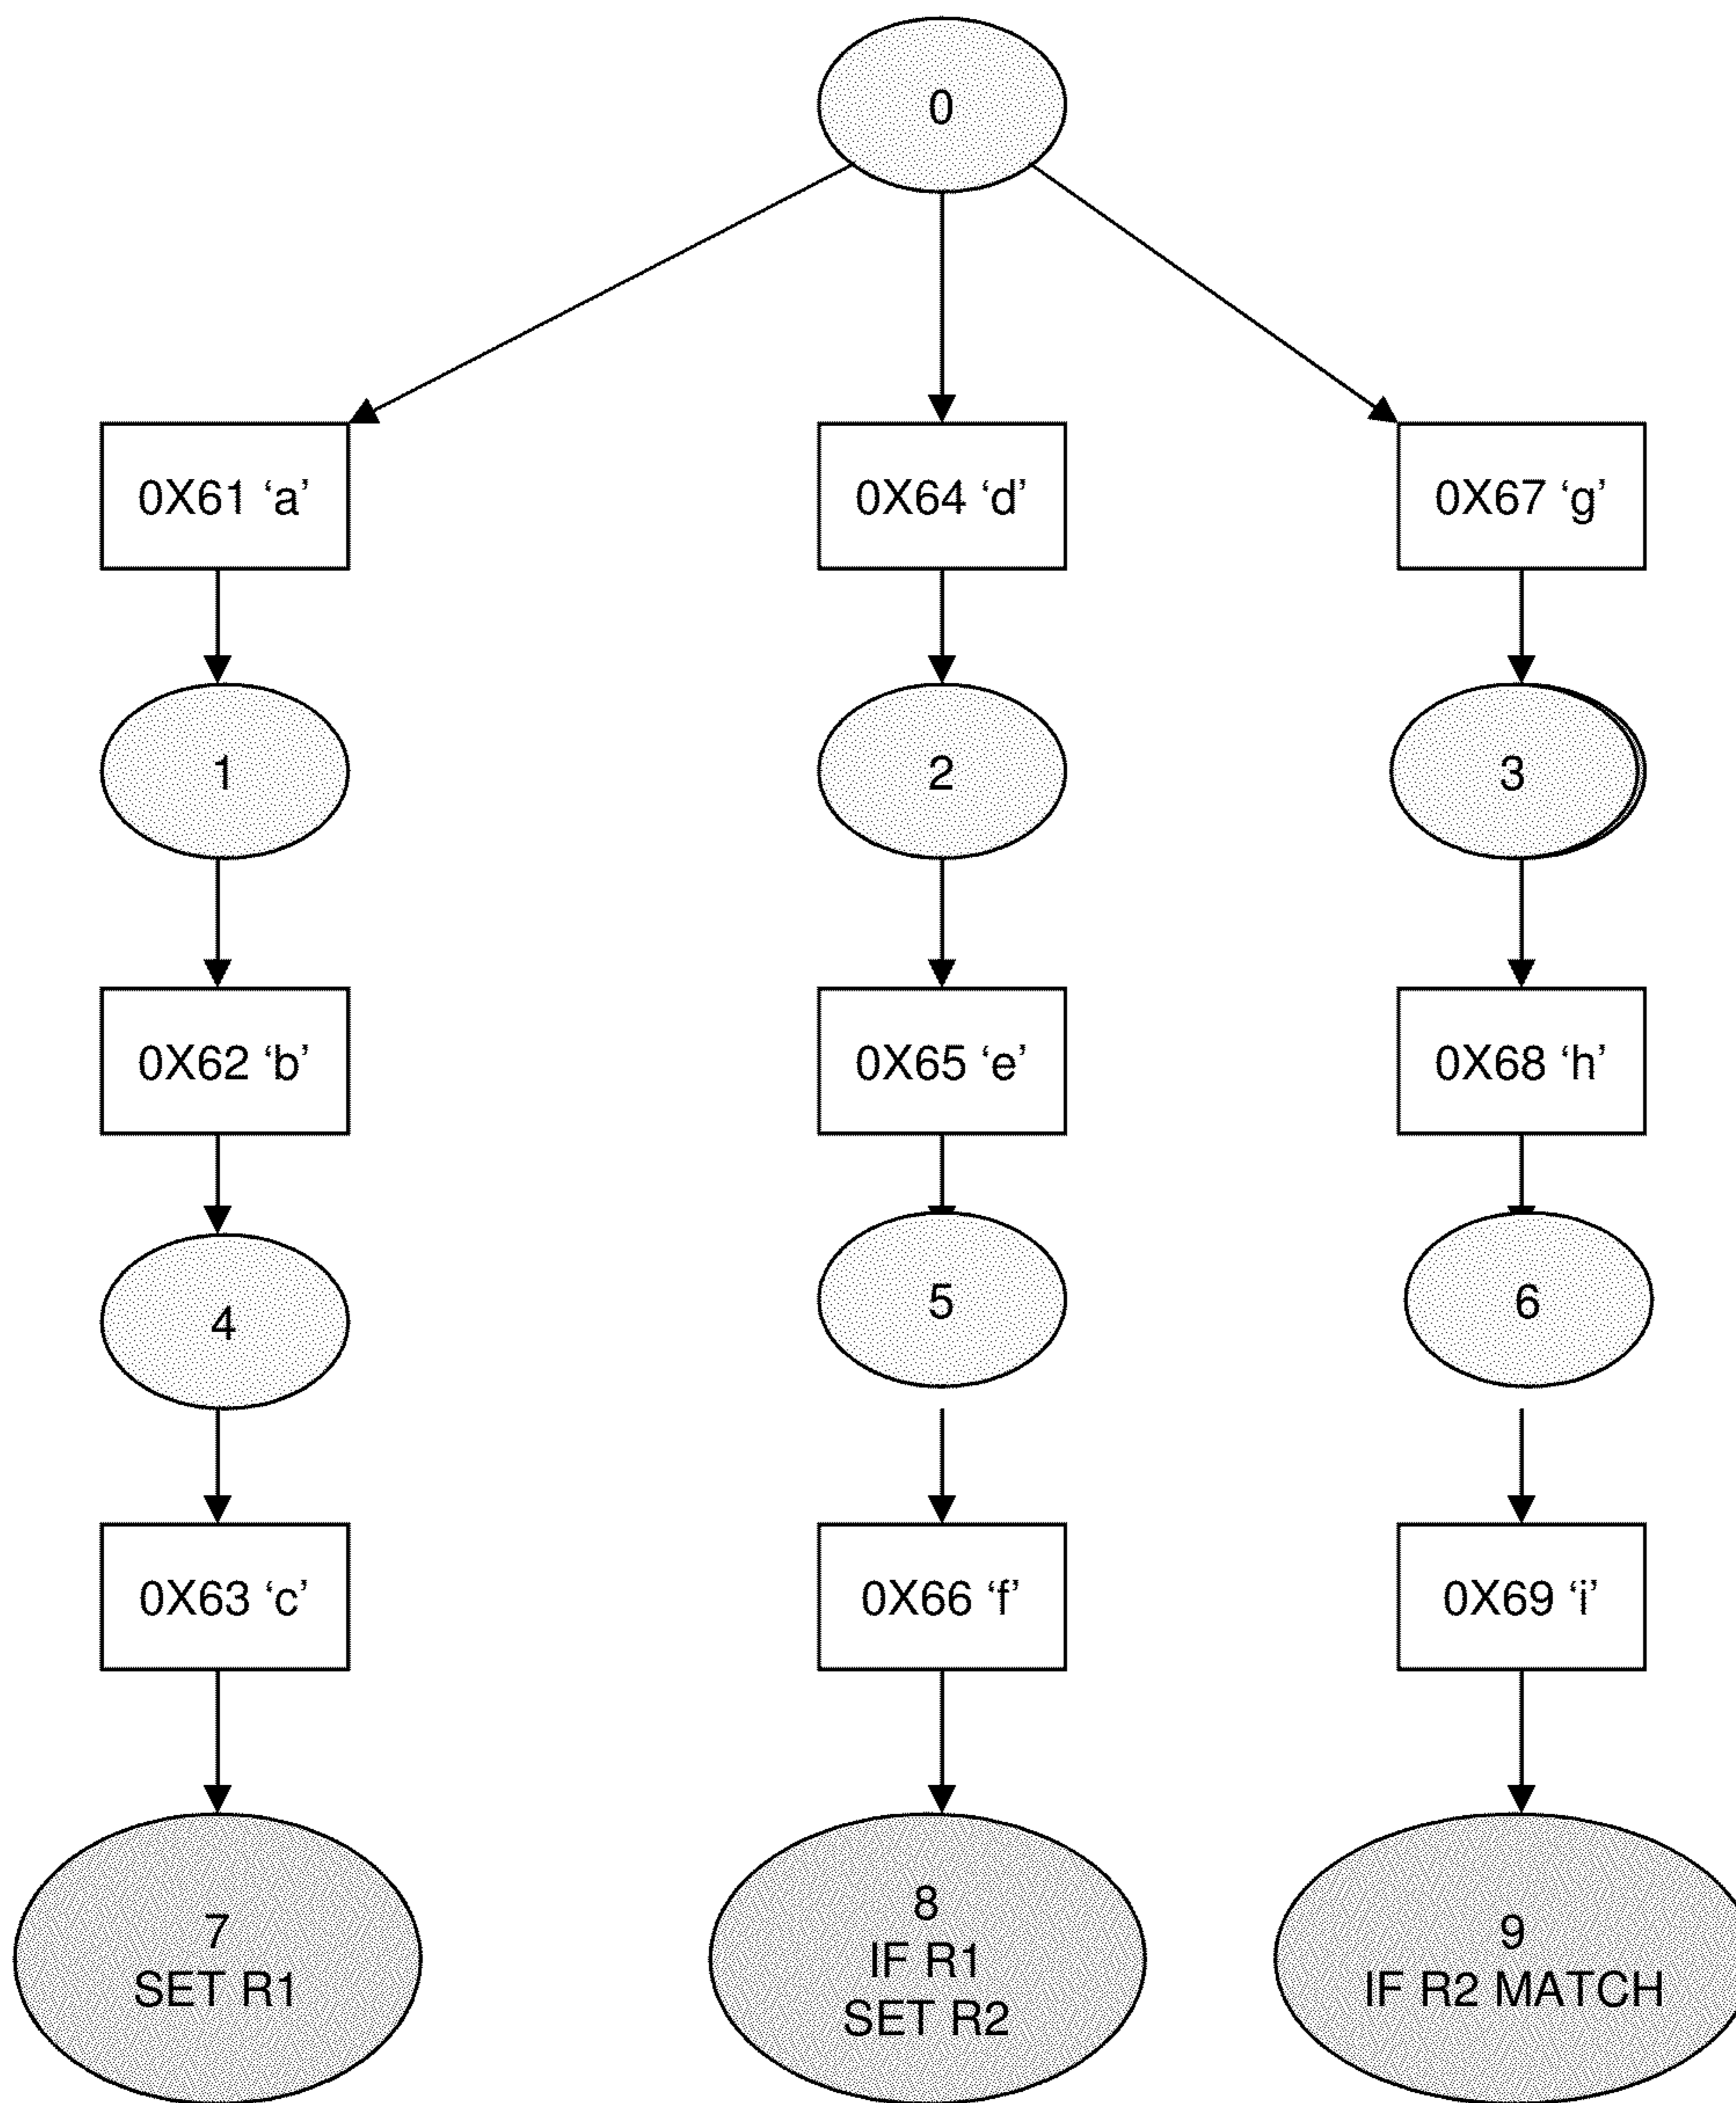 0
0X61 ‘a’
0X64 ‘d’
0X67 ‘g’
1
2
3
0X62 ‘b’
0X65 ‘e’
0X68 ‘h’
4
5
6
0X63 ‘c’
0X66 ‘f’
0X69 ‘i’
7
SET R1
8
IF R1
SET R2
9
IF R2 MATCH